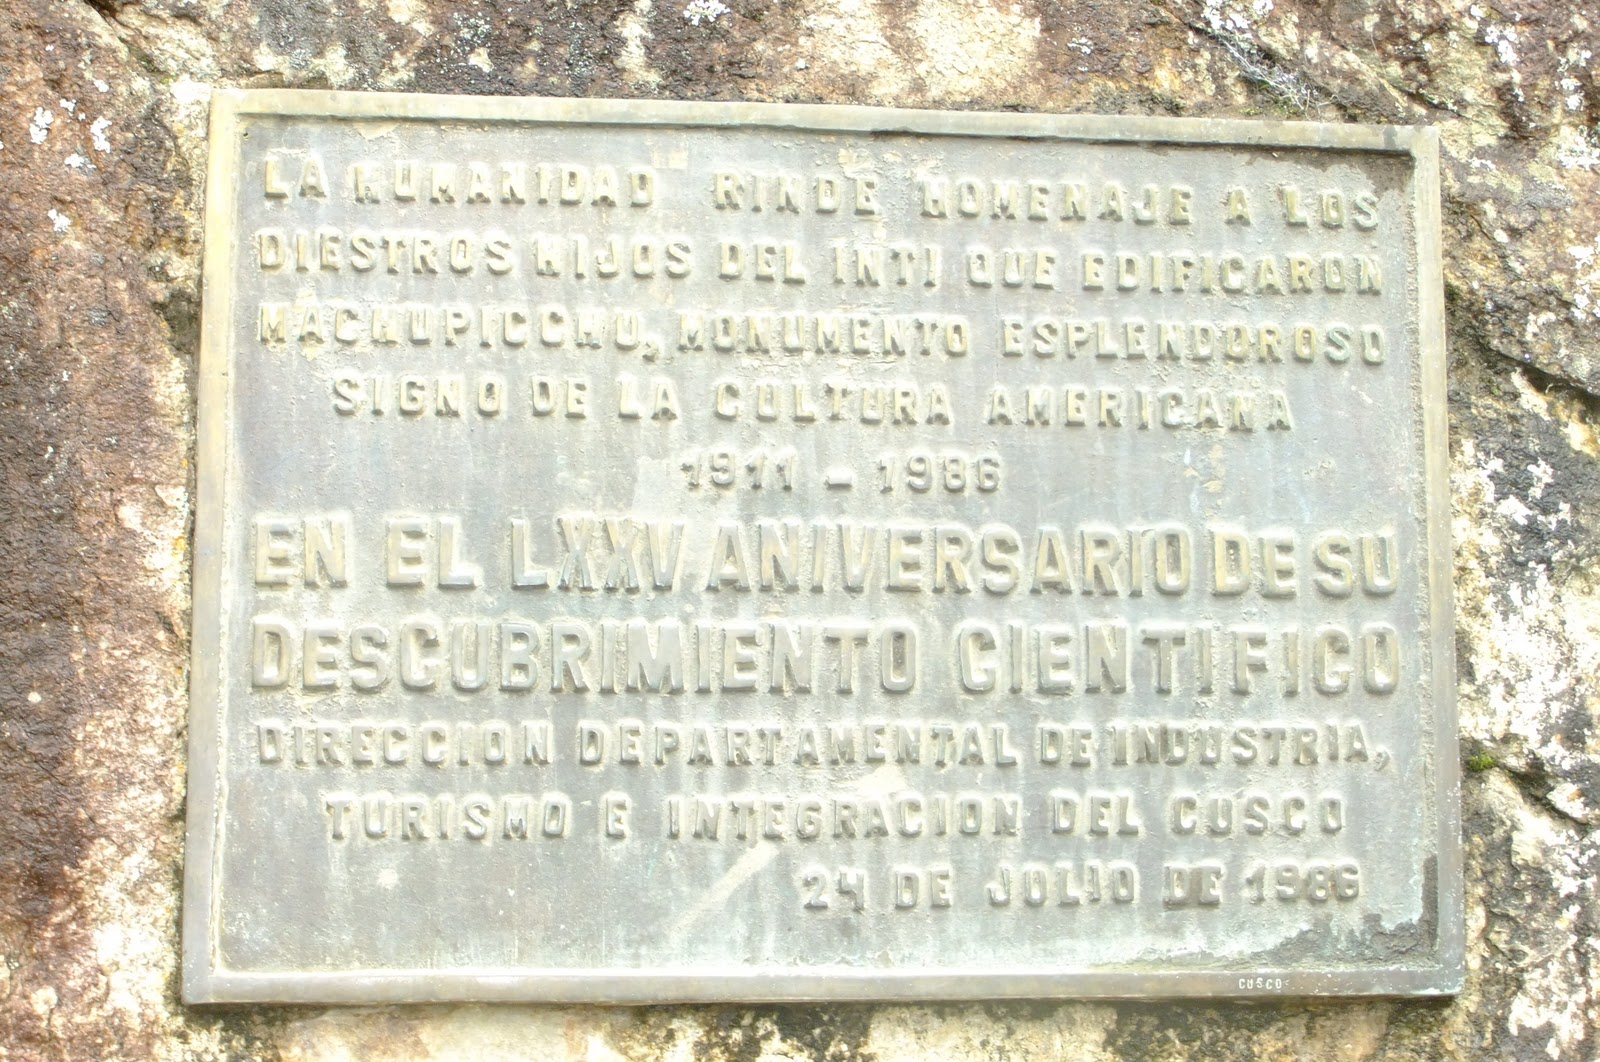 LA HUMANIDAD RINDE HOMENAJE A LOS
DIESTROS HIJOS DEL INTI QUE EDIFICARON
MACHUPICCHU, MONUMENTO ESPLENDOROSO
SIGNO DE LA CULTURA AMERICANA
1911 - 1986
EN EL LXXV ANIVERSARIO DE SU
DESCUBRIMIENTO CIENTIFICO
DIRECCION DEPARTAMENTAL DE INDUSTRIA,
TURISMO E INTEGRACION DEL CUSCO
24 DE JOLIO DE 1986
CUSCO